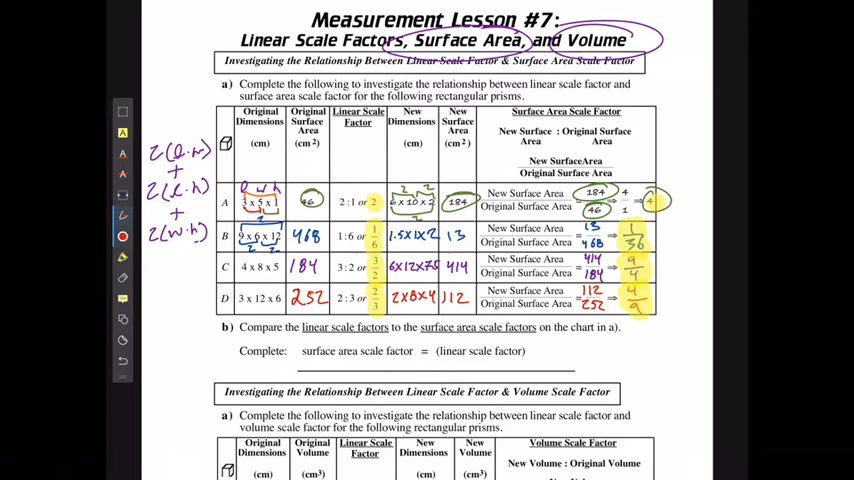 Measurement Lesson #7:
Linear Scale Factors, Surface Area, and Volume
Investigating the Relationship Between Linear Scale Factor & Surface Area Scale Factor
a) Complete the following to investigate the relationship between linear scale factor and
surface area scale factor for the following rectangular prisms.
Original Dimensions (cm) | Original Surface Area (cm²) | Linear Scale Factor | New Dimensions (cm) | New Surface Area (cm²) | Surface Area Scale Factor
New Surface Area : Original Surface Area
New SurfaceArea / Original Surface Area
2(l·w)
+
2(l·h)
+
2(w·h)
l w h
A 3 x 5 x 1 46 2 : 1 or 2 6 x 10 x 2 184 New Surface Area / Original Surface Area = 184/46 ⇒ 4/1 4
2 2 2 2
B 9 x 6 x 12 468 1 : 6 or 1/6 1.5x1x2 13 New Surface Area / Original Surface Area = 13/468 ⇒ 1/36
2 2
C 4 x 8 x 5 184 3 : 2 or 3/2 6x12x7.5 414 New Surface Area / Original Surface Area = 414/184 ⇒ 9/4
D 3 x 12 x 6 252 2 : 3 or 2/3 2x8x4 112 New Surface Area / Original Surface Area = 112/252 ⇒ 4/9
b) Compare the linear scale factors to the surface area scale factors on the chart in a).
Complete: surface area scale factor = (linear scale factor)
Investigating the Relationship Between Linear Scale Factor & Volume Scale Factor
a) Complete the following to investigate the relationship between linear scale factor and
volume scale factor for the following rectangular prisms.
Original Dimensions (cm) | Original Volume (cm³) | Linear Scale Factor | New Dimensions (cm) | New Volume (cm³) | Volume Scale Factor
New Volume : Original Volume